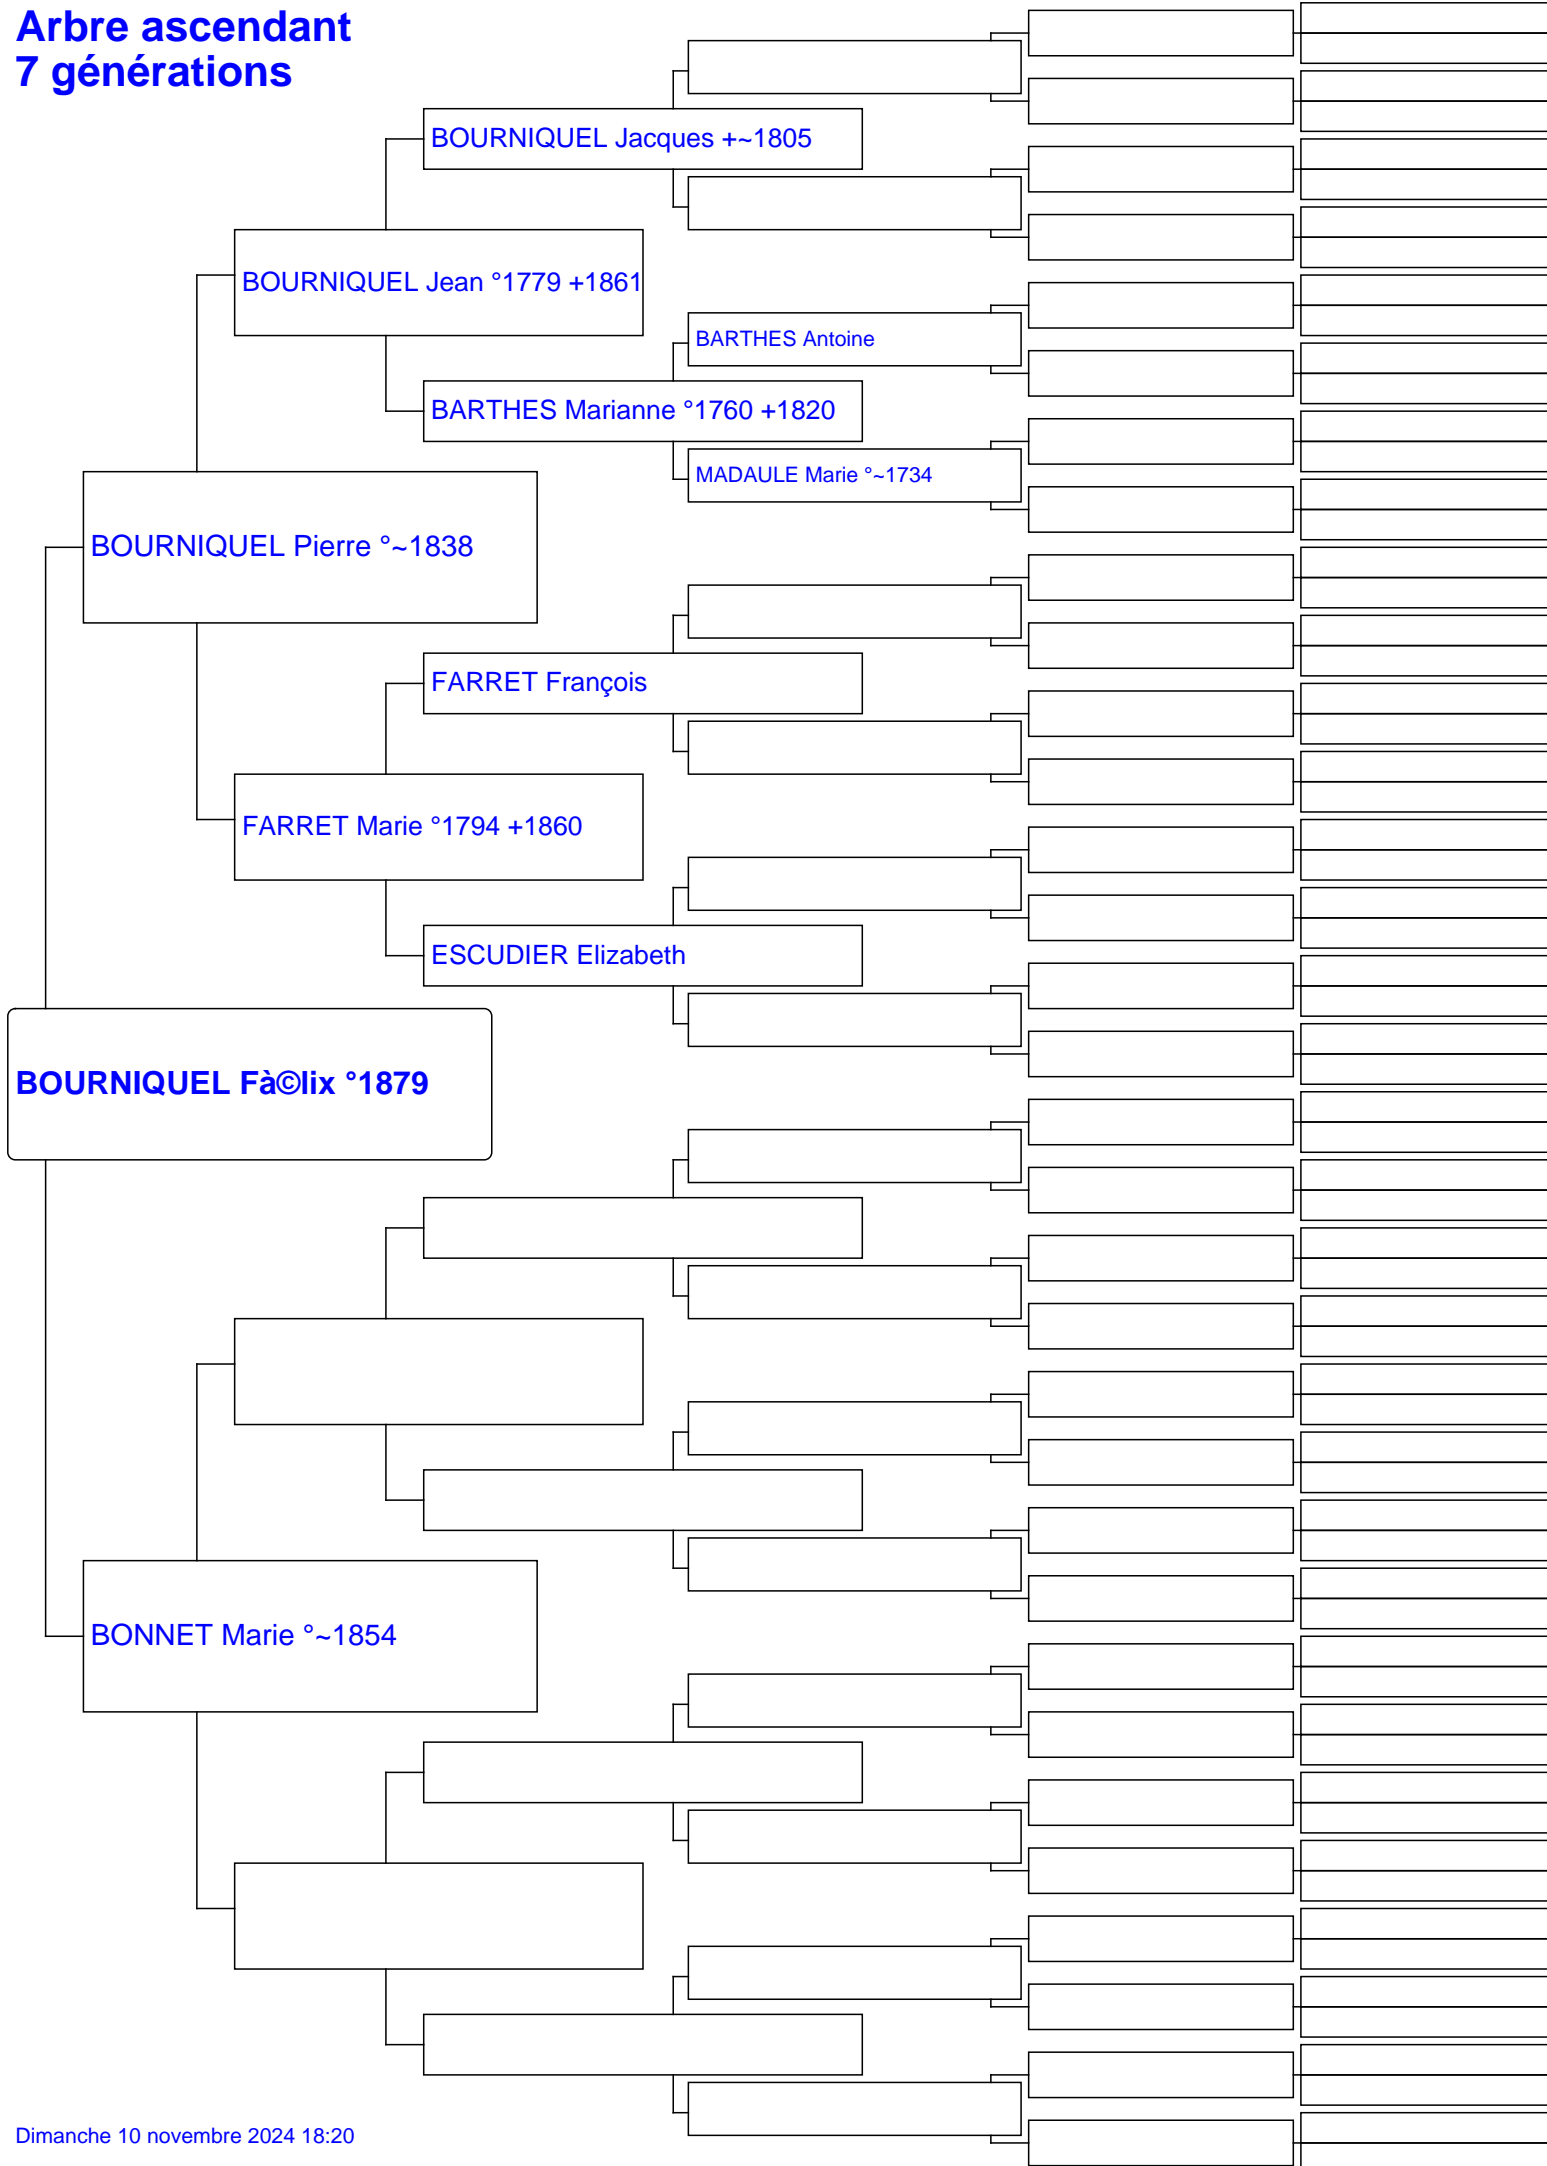 Arbre ascendant
7 générations
BOURNIQUEL Jacques +~1805
BOURNIQUEL Jean °1779 +1861
BARTHES Antoine
BARTHES Marianne °1760 +1820
MADAULE Marie °~1734
BOURNIQUEL Pierre °~1838
FARRET François
FARRET Marie °1794 +1860
ESCUDIER Elizabeth
BOURNIQUEL Fà©lix °1879
BONNET Marie °~1854
Dimanche 10 novembre 2024 18:20